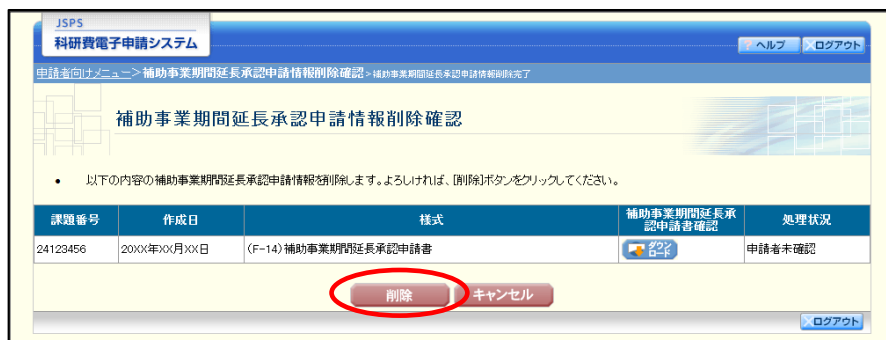 JSPS
科研費電子申請システム
ヘルプ
ログアウト
申請者向けメニュー＞補助事業期間延長承認申請情報削除確認＞補助事業期間延長承認申請情報削除完了
補助事業期間延長承認申請情報削除確認
• 以下の内容の補助事業期間延長承認申請情報を削除します。よろしければ、[削除]ボタンをクリックしてください。
課題番号 作成日 様式 補助事業期間延長承認申請書確認 処理状況
24123456 20XX年XX月XX日 (F-14)補助事業期間延長承認申請書 ダウンロード 申請者未確認
削除 キャンセル
ログアウト